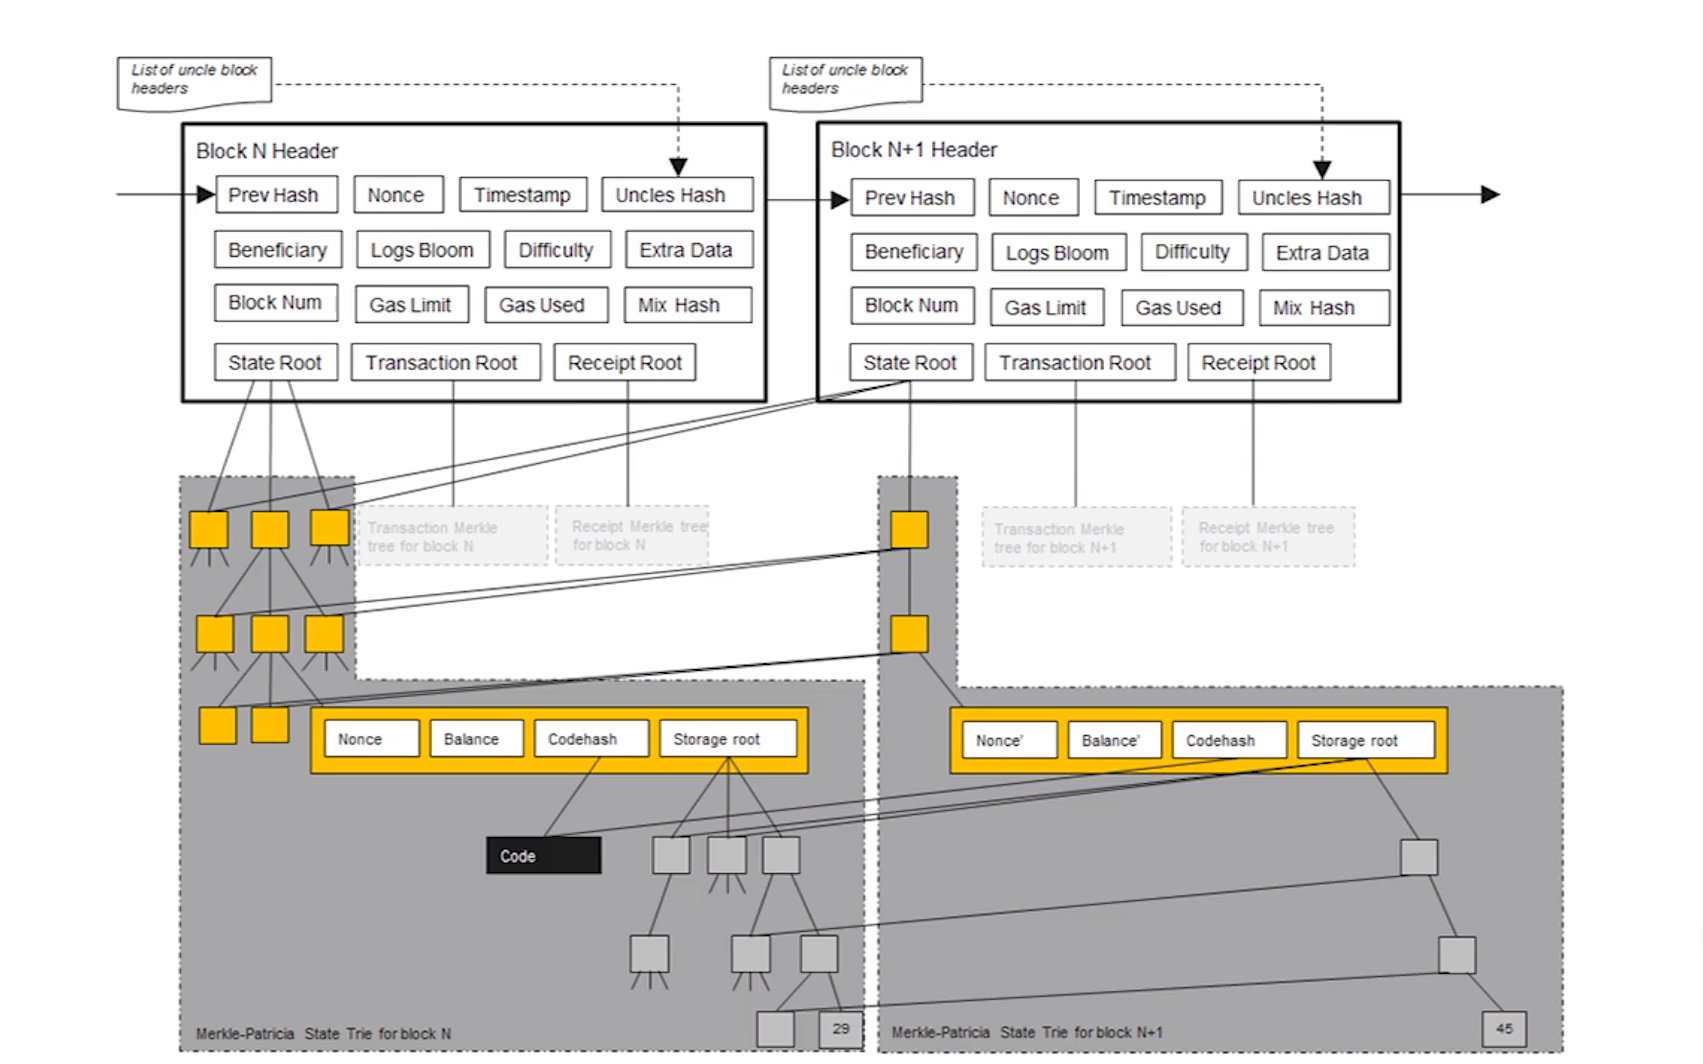 List of uncle block
headers
List of uncle block
headers
Block N Header
Prev Hash
Nonce
Timestamp
Uncles Hash
Beneficiary
Logs Bloom
Difficulty
Extra Data
Block Num
Gas Limit
Gas Used
Mix Hash
State Root
Transaction Root
Receipt Root
Block N+1 Header
Prev Hash
Nonce
Timestamp
Uncles Hash
Beneficiary
Logs Bloom
Difficulty
Extra Data
Block Num
Gas Limit
Gas Used
Mix Hash
State Root
Transaction Root
Receipt Root
Transaction Merkle
tree for block N
Receipt Merkle tree
for block N
Transaction Merkle
tree for block N+1
Receipt Merkle tree
for block N+1
Nonce
Balance
Codehash
Storage root
Nonce'
Balance'
Codehash
Storage root
Code
29
45
Merkle-Patricia State Trie for block N
Merkle-Patricia State Trie for block N+1